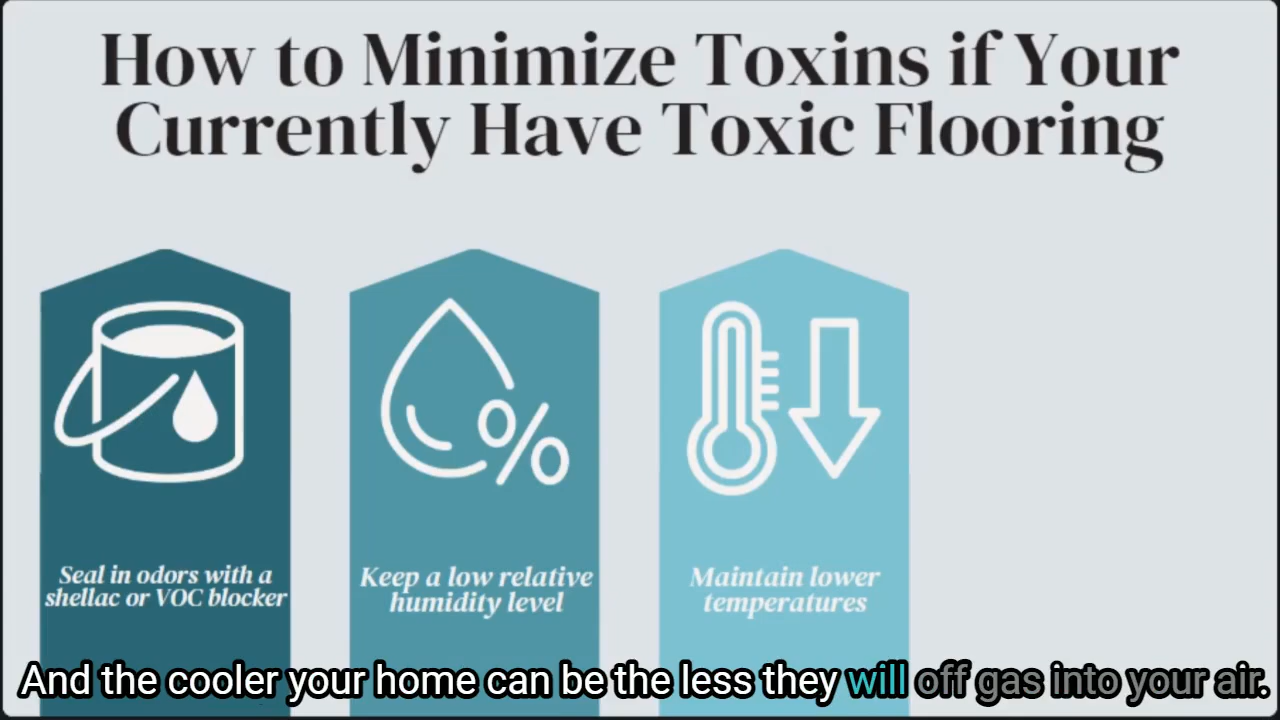 How to Minimize Toxins if Your
Currently Have Toxic Flooring
%
Seal in odors with a
shellac or VOC blocker
Keep a low relative
humidity level
Maintain lower
temperatures
And the cooler your home can be the less they will off gas into your air.